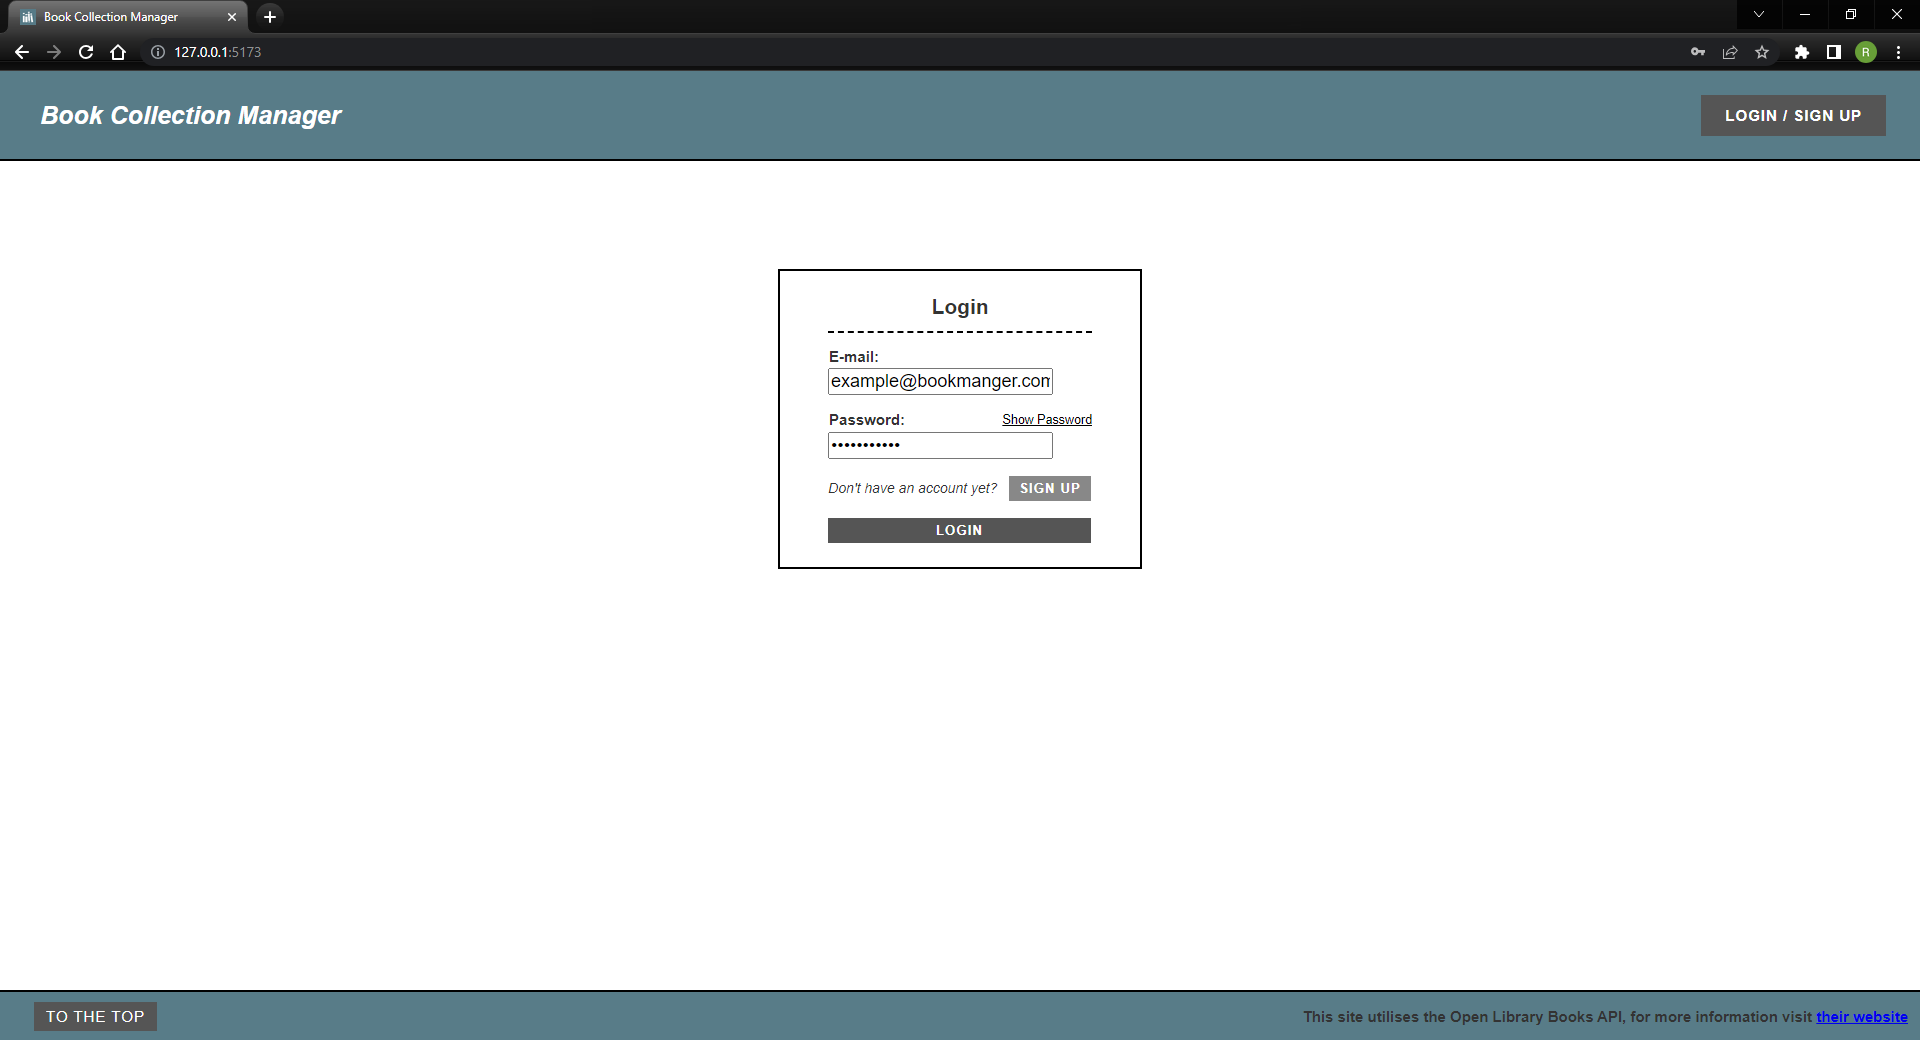 Book Collection Manager
127.0.0.1:5173
R
Book Collection Manager
LOGIN / SIGN UP
Login
E-mail:
example@bookmanger.com
Password:
Show Password
•••••••••••
Don't have an account yet?
SIGN UP
LOGIN
TO THE TOP
This site utilises the Open Library Books API, for more information visit their website